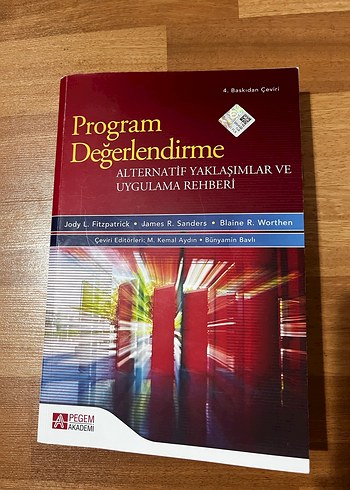 4. Baskıdan Çeviri
Program
Değerlendirme
ALTERNATİF YAKLAŞIMLAR VE
UYGULAMA REHBERİ
Jody L. Fitzpatrick • James R. Sanders • Blaine R. Worthen
Çeviri Editörleri: M. Kemal Aydın • Bünyamin Bavlı
PEGEM
AKADEMİ